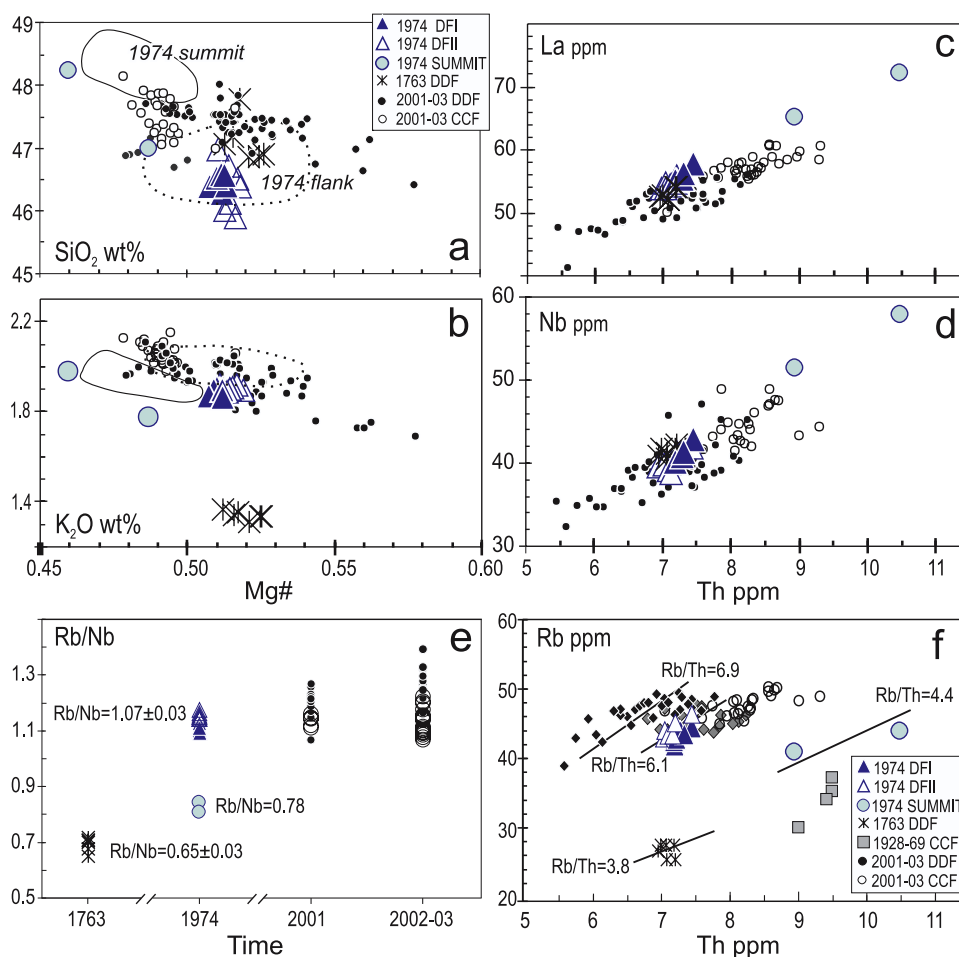 49
48
47
46
45
a
SiO2 wt%
1974 summit
1974 flank
1974 DFI
1974 DFII
1974 SUMMIT
1763 DDF
2001-03 DDF
2001-03 CCF
2.2
1.8
1.4
b
K2O wt%
0.45 0.50 0.55 0.60
Mg#
La ppm
c
70
60
50
Nb ppm
d
60
50
40
30
5 6 7 8 9 10 11
Th ppm
Rb/Nb
e
1.3
1.1
0.9
0.7
0.5
Rb/Nb=1.07±0.03
Rb/Nb=0.78
Rb/Nb=0.65±0.03
1763 1974 2001 2002-03
Time
Rb ppm
f
60
50
40
30
20
Rb/Th=6.9
Rb/Th=6.1
Rb/Th=4.4
Rb/Th=3.8
1974 DFI
1974 DFII
1974 SUMMIT
1763 DDF
1928-69 CCF
2001-03 DDF
2001-03 CCF
5 6 7 8 9 10 11
Th ppm